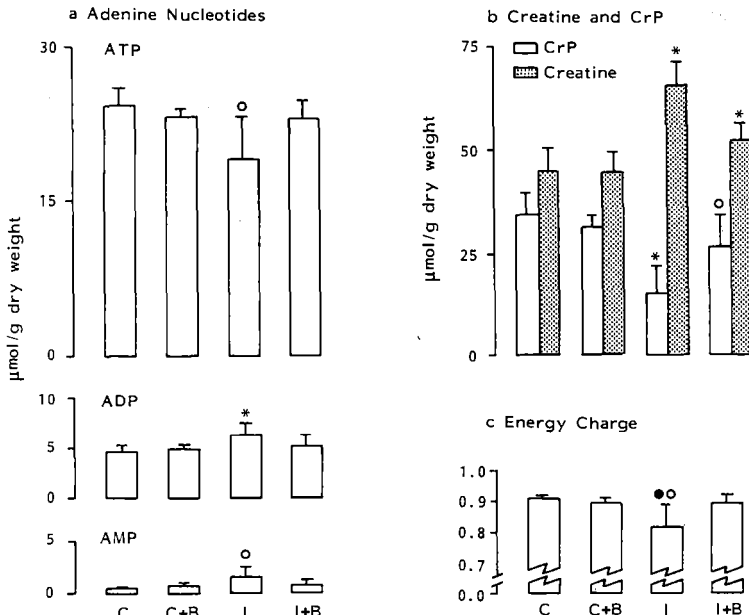 a Adenine Nucleotides
ATP
30
15
0
µmol/g dry weight
ADP
10
5
0
AMP
5
0
C C+B I I+B
b Creatine and CrP
CrP
Creatine
75
50
25
0
µmol/g dry weight
*
*
o
*
c Energy Charge
1.0
0.9
0.8
0.7
0.0
C C+B I I+B